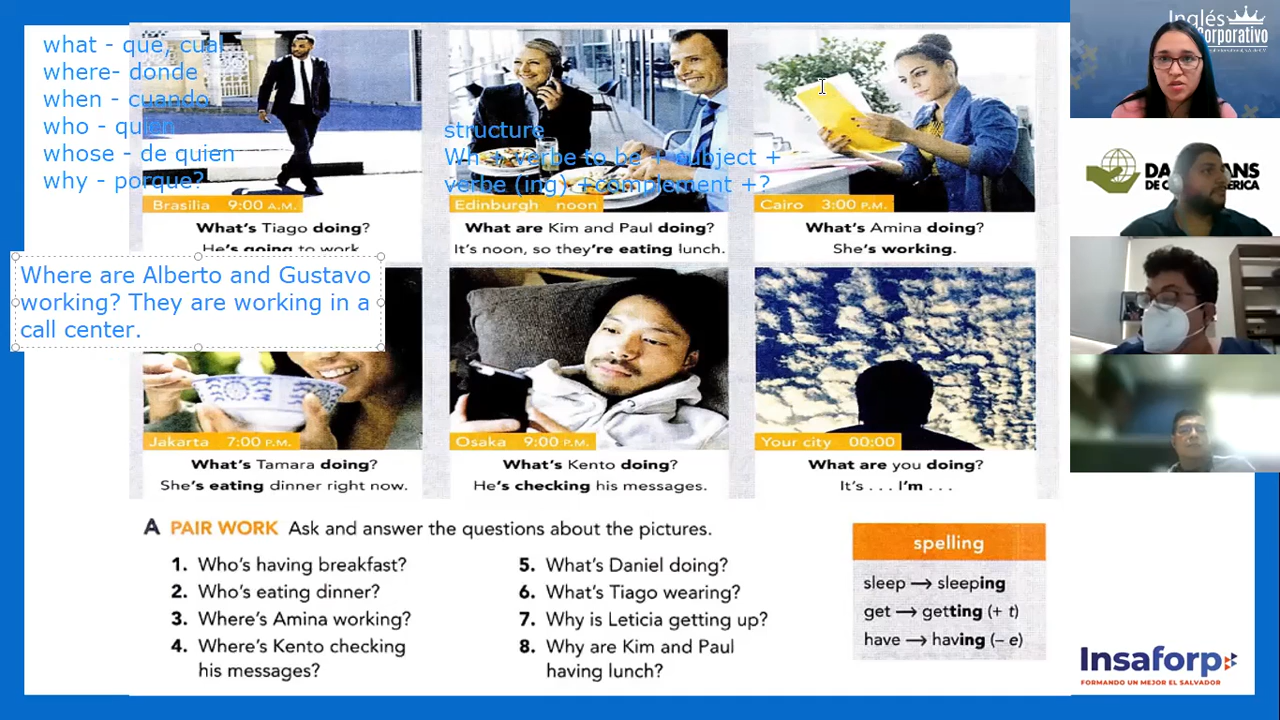 what - que, cual
where- donde
when - cuando
who - quien
whose - de quien
why - porque?
structure
Wh + verbe to be + subject +
verbe (ing) +complement +?
Brasilia 9:00 A.M.
What's Tiago doing?
He's going to work.
Edinburgh noon
What are Kim and Paul doing?
It's noon, so they're eating lunch.
Cairo 3:00 P.M.
What's Amina doing?
She's working.
Where are Alberto and Gustavo
working? They are working in a
call center.
Jakarta 7:00 P.M.
What's Tamara doing?
She's eating dinner right now.
Osaka 9:00 P.M.
What's Kento doing?
He's checking his messages.
Your city 00:00
What are you doing?
It's . . . I'm . . .
A PAIR WORK Ask and answer the questions about the pictures.
1. Who's having breakfast?
2. Who's eating dinner?
3. Where's Amina working?
4. Where's Kento checking
his messages?
5. What's Daniel doing?
6. What's Tiago wearing?
7. Why is Leticia getting up?
8. Why are Kim and Paul
having lunch?
spelling
sleep → sleeping
get → getting (+ t)
have → having (– e)
Insaforp
FORMANDO UN MEJOR EL SALVADOR
Inglés
orporativo
DA
DE C
ANS
MERICA